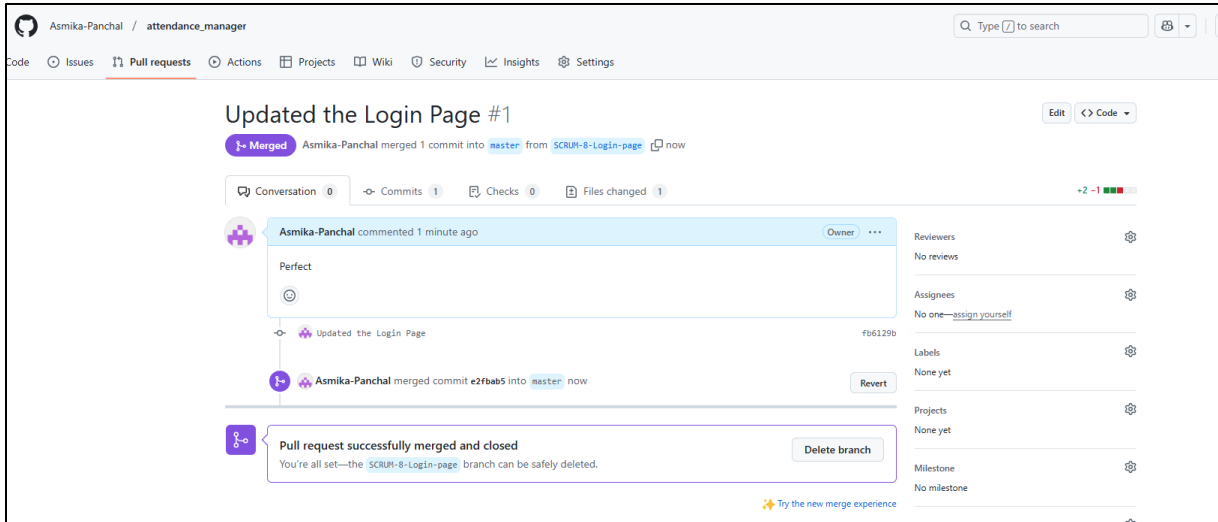 Asmika-Panchal / attendance_manager
Type / to search
Code Issues Pull requests Actions Projects Wiki Security Insights Settings
Updated the Login Page #1
Edit <> Code
Merged Asmika-Panchal merged 1 commit into master from SCRUM-8-Login-page now
Conversation 0 Commits 1 Checks 0 Files changed 1
+2 −1
Asmika-Panchal commented 1 minute ago
Owner ...
Perfect
Updated the Login Page
fb6129b
Asmika-Panchal merged commit e2fbab5 into master now
Revert
Pull request successfully merged and closed
You're all set—the SCRUM-8-Login-page branch can be safely deleted.
Delete branch
Try the new merge experience
Reviewers
No reviews
Assignees
No one—assign yourself
Labels
None yet
Projects
None yet
Milestone
No milestone